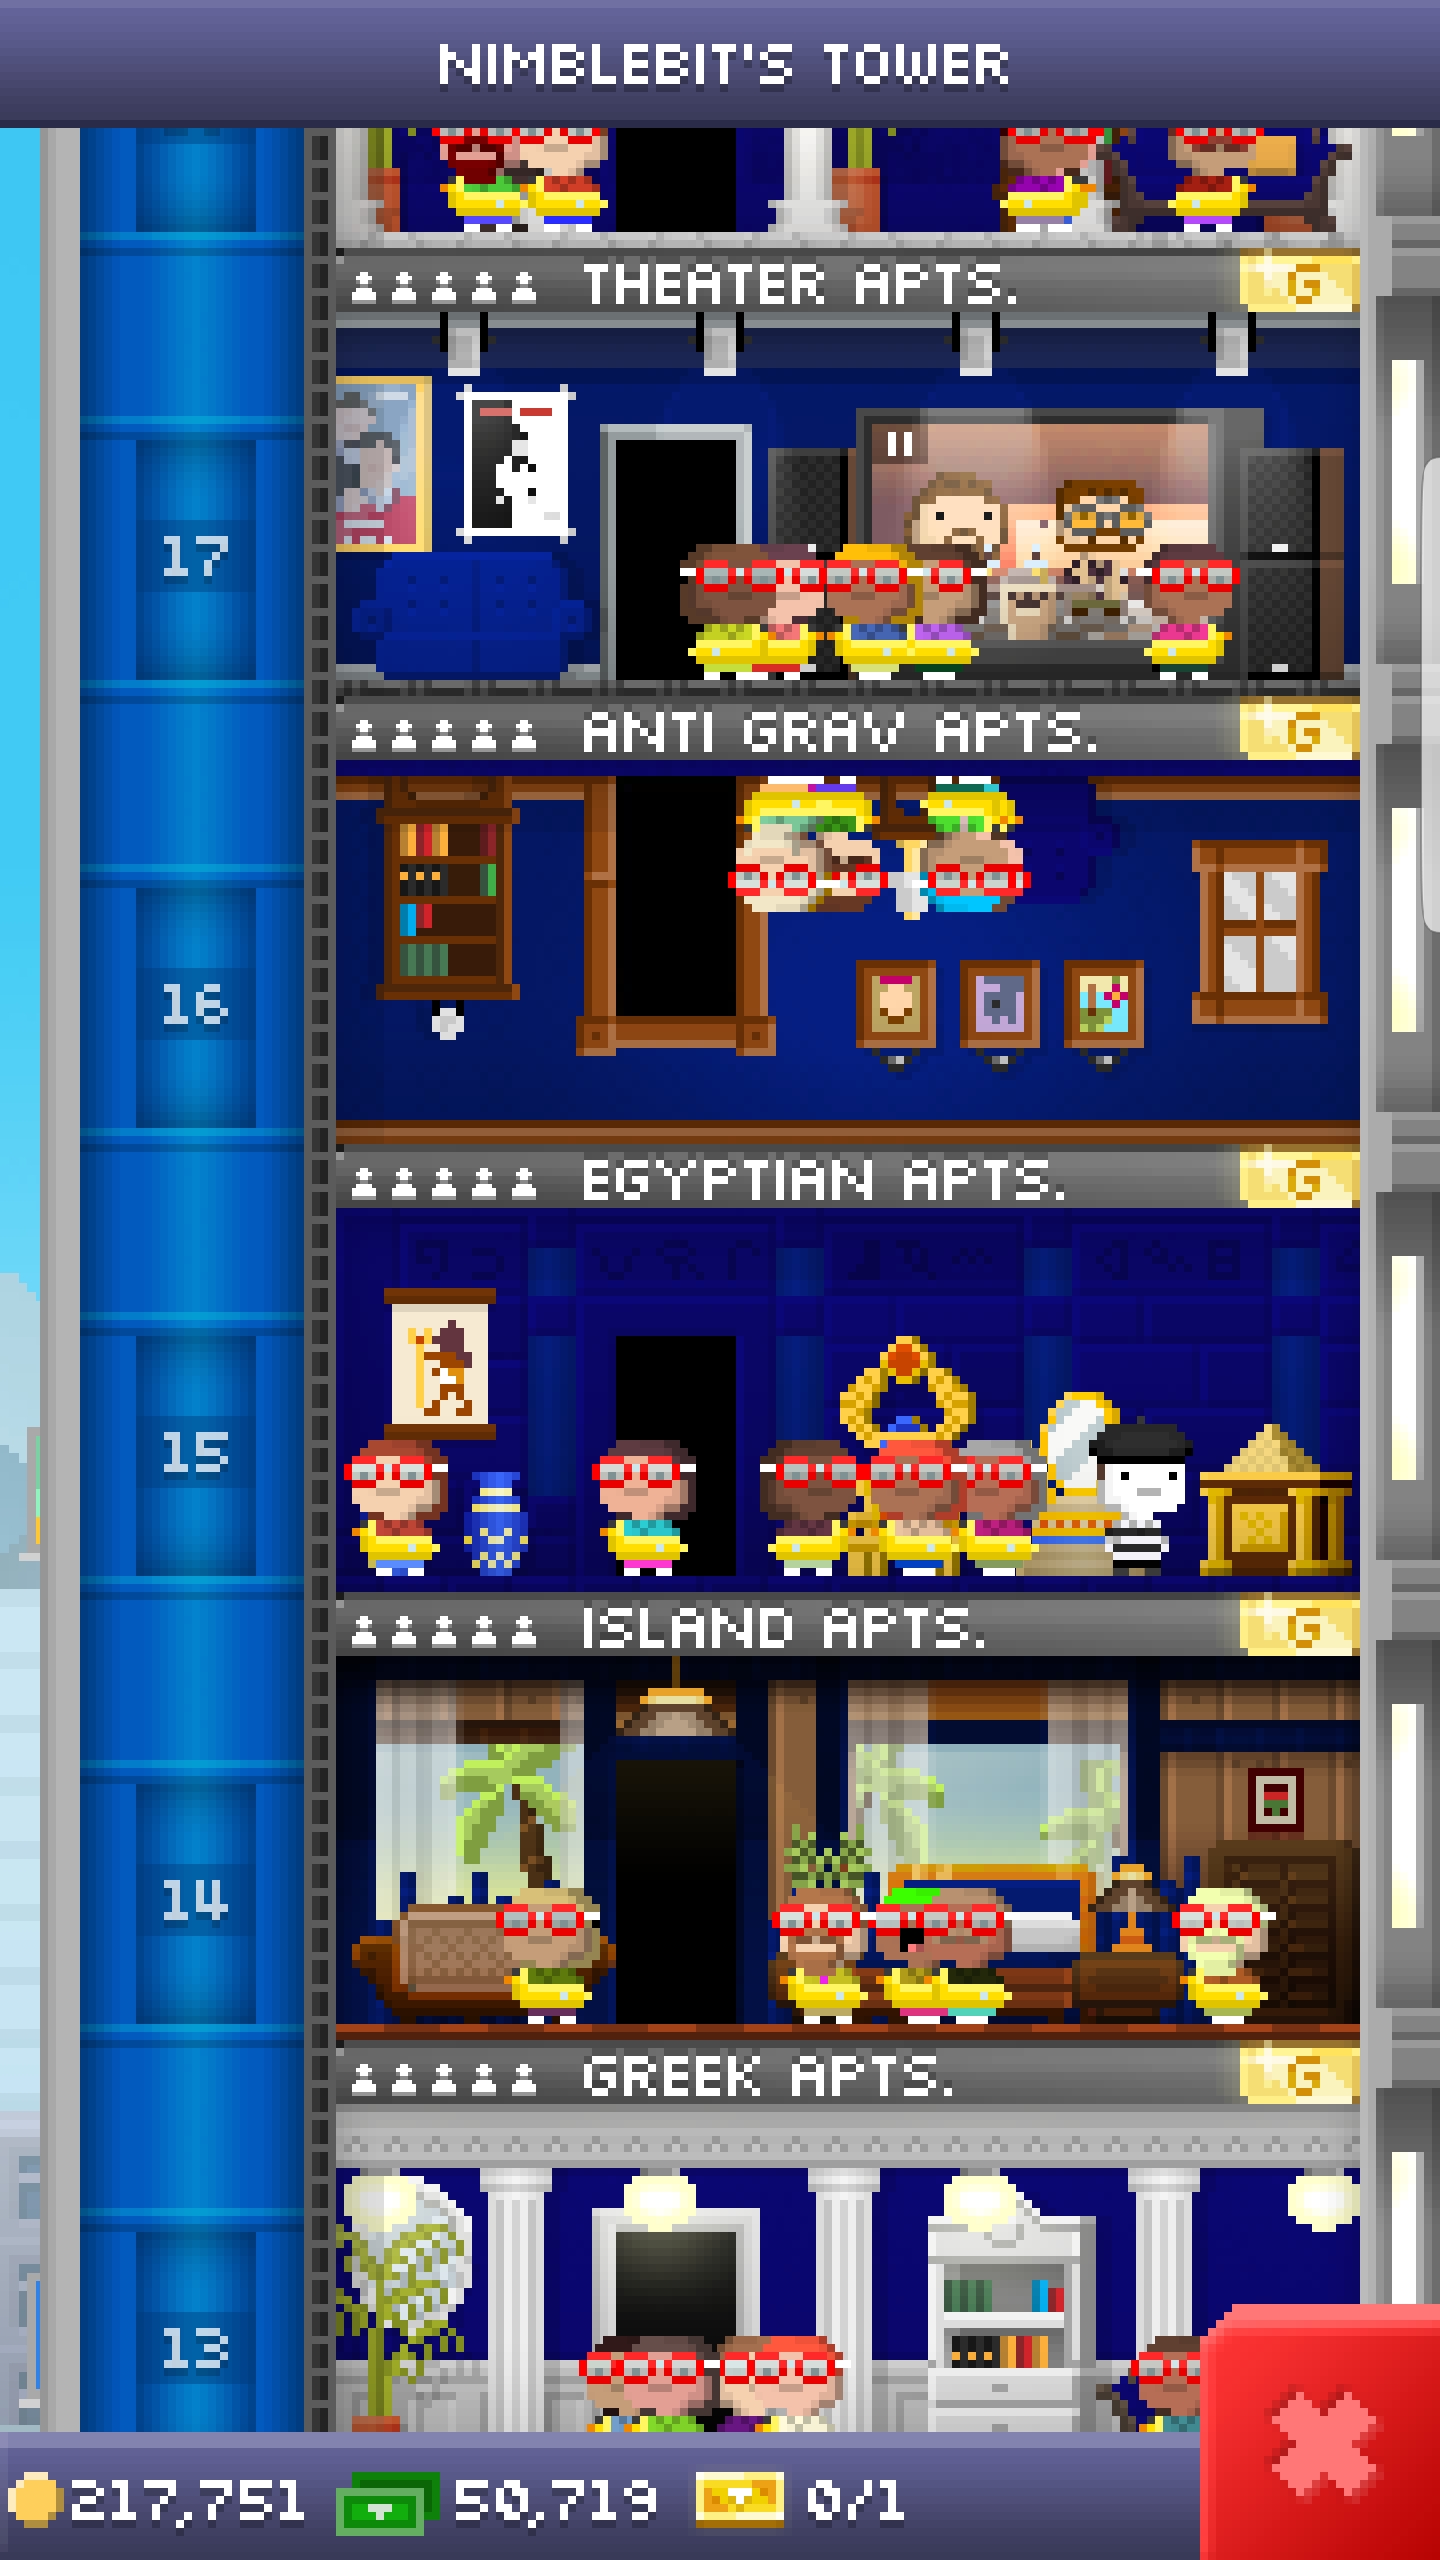 NIMBLEBIT'S TOWER
THEATER APTS. G
17
ANTI GRAV APTS. G
16
EGYPTIAN APTS. G
15
ISLAND APTS. G
14
GREEK APTS. G
13
217,751 50,719 0/1